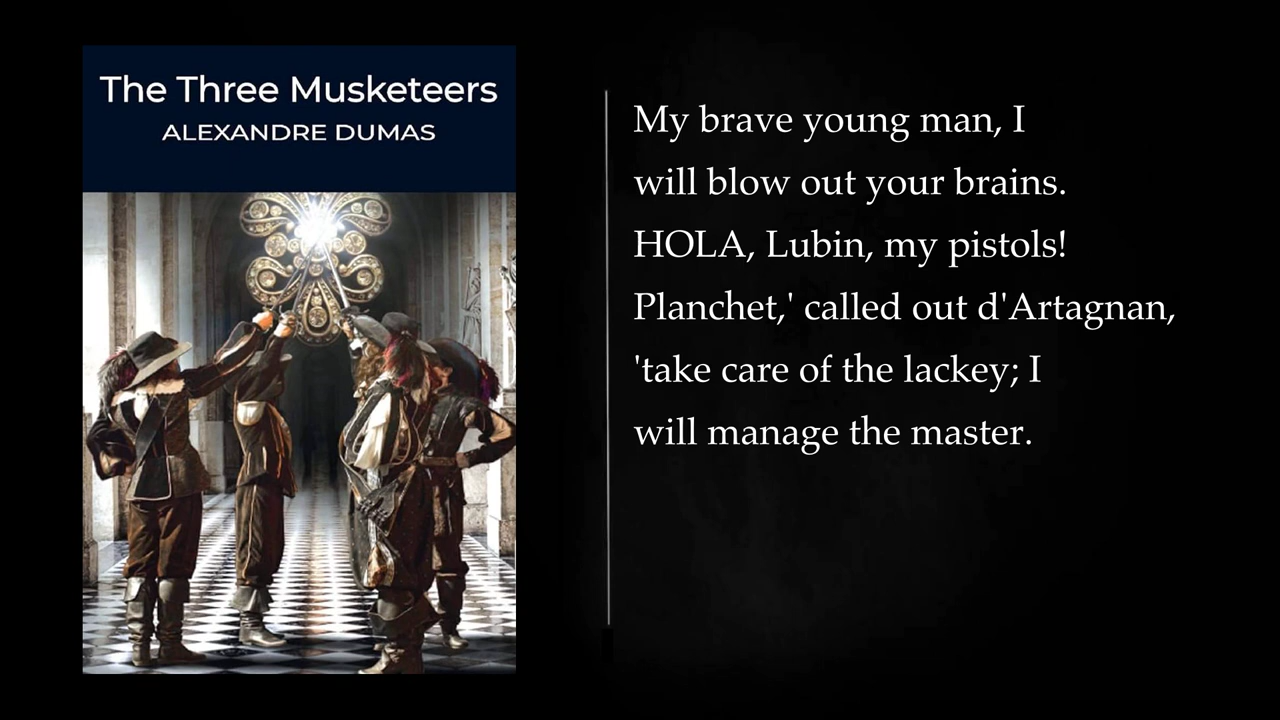 The Three Musketeers
ALEXANDRE DUMAS
My brave young man, I
will blow out your brains.
HOLA, Lubin, my pistols!
Planchet,' called out d'Artagnan,
'take care of the lackey; I
will manage the master.